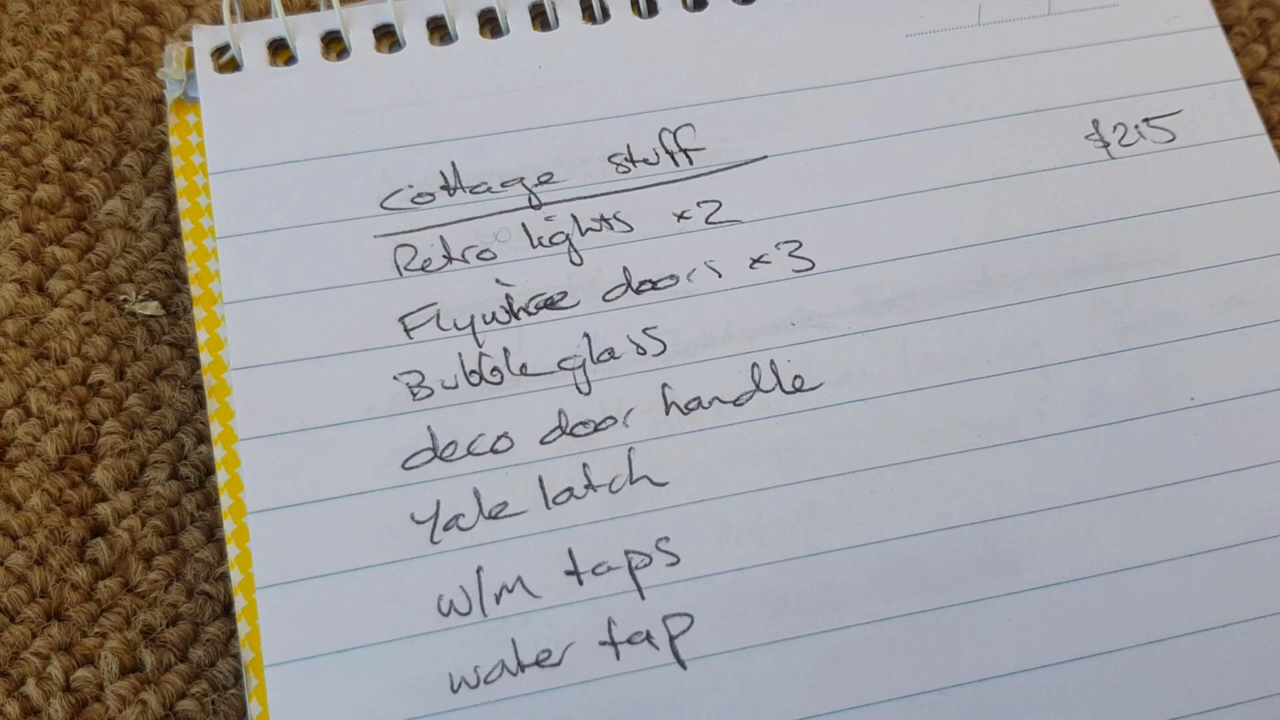 cottage stuff
$215
Retro lights x2
Flywire doors x3
Bubble glass
deco door handle
Yale latch
w/m taps
water tap